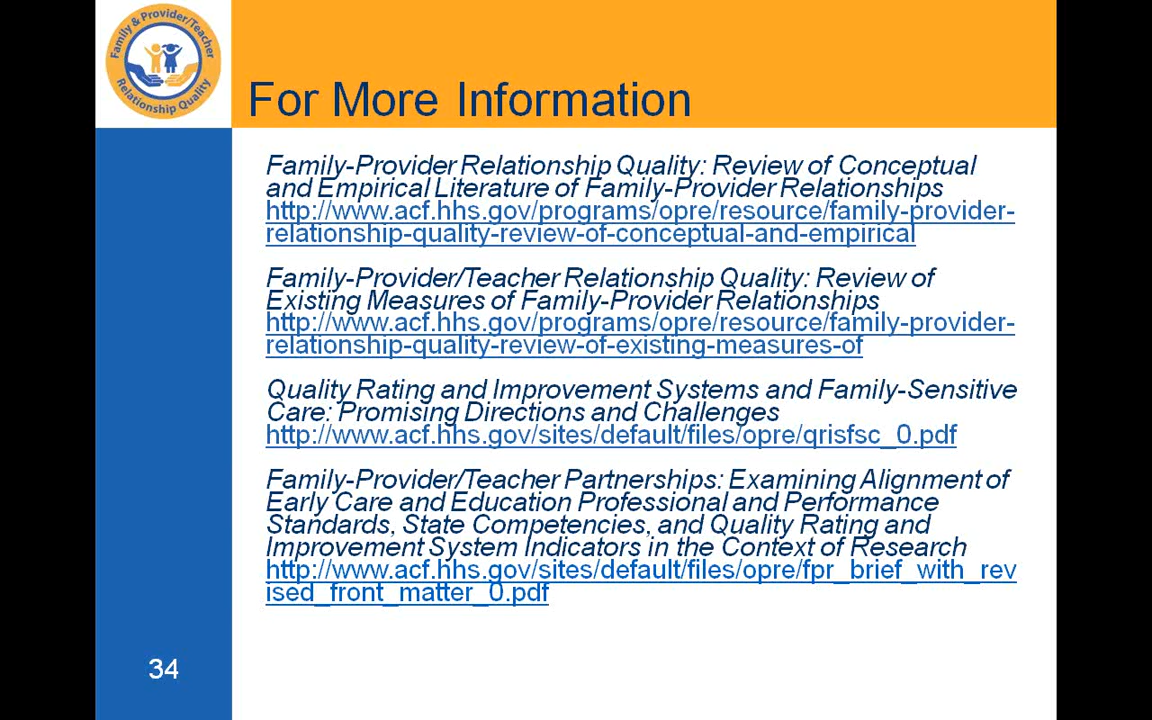 Family & Provider/Teacher
Relationship Quality
For More Information
Family-Provider Relationship Quality: Review of Conceptual
and Empirical Literature of Family-Provider Relationships
http://www.acf.hhs.gov/programs/opre/resource/family-provider-
relationship-quality-review-of-conceptual-and-empirical
Family-Provider/Teacher Relationship Quality: Review of
Existing Measures of Family-Provider Relationships
http://www.acf.hhs.gov/programs/opre/resource/family-provider-
relationship-quality-review-of-existing-measures-of
Quality Rating and Improvement Systems and Family-Sensitive
Care: Promising Directions and Challenges
http://www.acf.hhs.gov/sites/default/files/opre/qrisfsc_0.pdf
Family-Provider/Teacher Partnerships: Examining Alignment of
Early Care and Education Professional and Performance
Standards, State Competencies, and Quality Rating and
Improvement System Indicators in the Context of Research
http://www.acf.hhs.gov/sites/default/files/opre/fpr_brief_with_rev
ised_front_matter_0.pdf
34